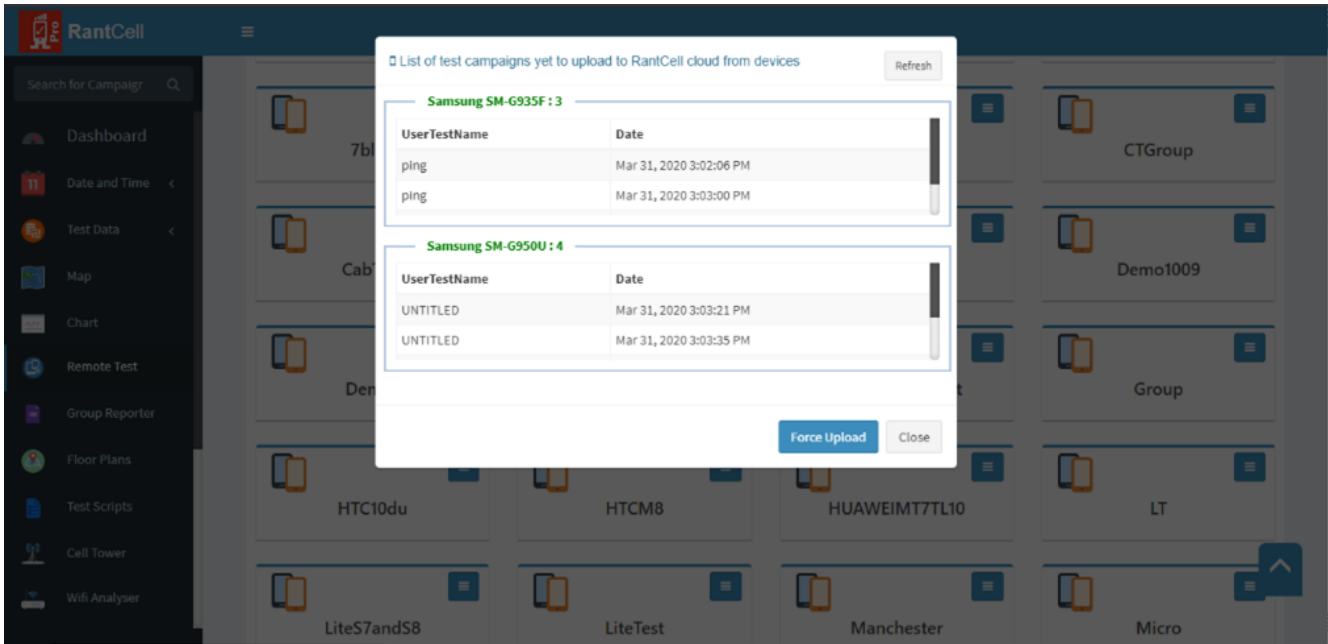 Pro
RantCell
Search for Campaigr
Dashboard
11
Date and Time
Test Data
Map
Chart
Remote Test
Group Reporter
Floor Plans
Test Scripts
Cell Tower
Wifi Analyser
List of test campaigns yet to upload to RantCell cloud from devices
Refresh
Samsung SM-G935F : 3
UserTestName Date
ping Mar 31, 2020 3:02:06 PM
ping Mar 31, 2020 3:03:00 PM
Samsung SM-G950U : 4
UserTestName Date
UNTITLED Mar 31, 2020 3:03:21 PM
UNTITLED Mar 31, 2020 3:03:35 PM
Force Upload
Close
7bl
CTGroup
Cab
Demo1009
Den
t
Group
HTC10du
HTCM8
HUAWEIMT7TL10
LT
LiteS7andS8
LiteTest
Manchester
Micro